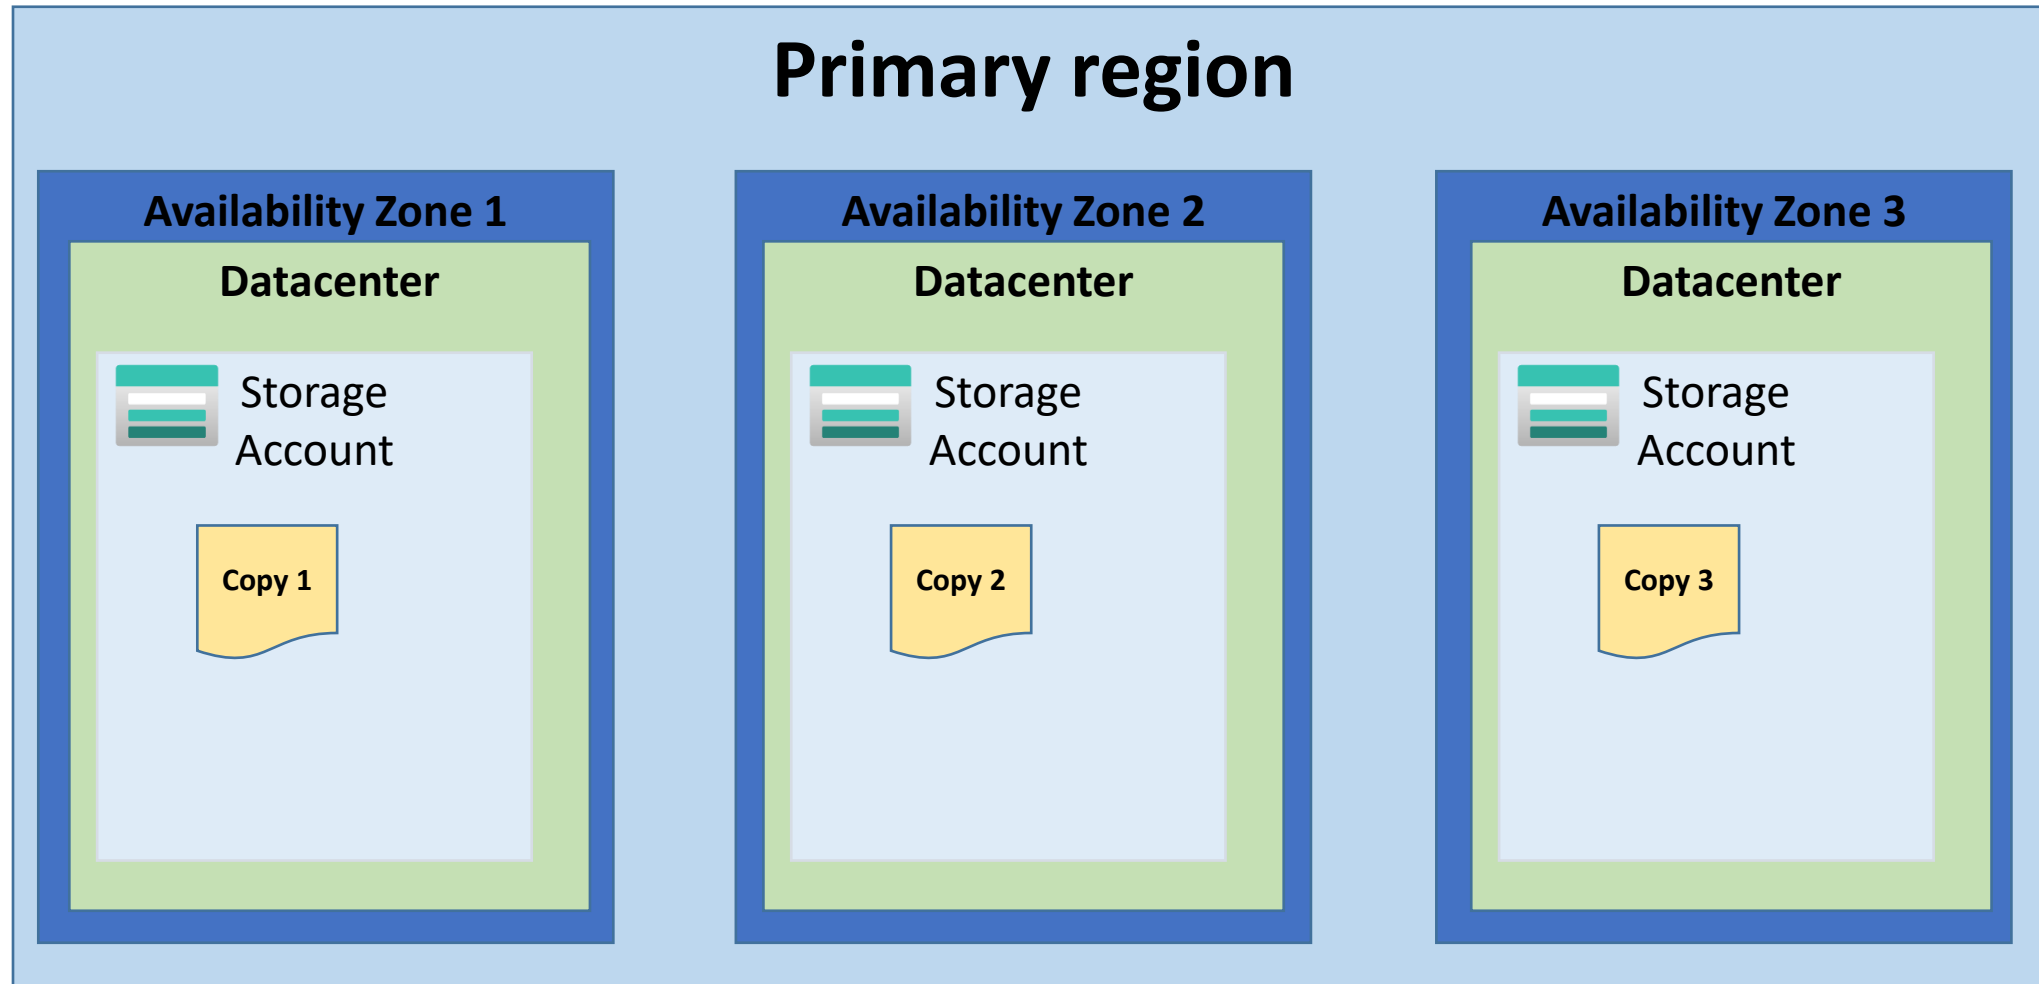 Primary region
Availability Zone 1
Datacenter
Storage
Account
Copy 1
Availability Zone 2
Datacenter
Storage
Account
Copy 2
Availability Zone 3
Datacenter
Storage
Account
Copy 3